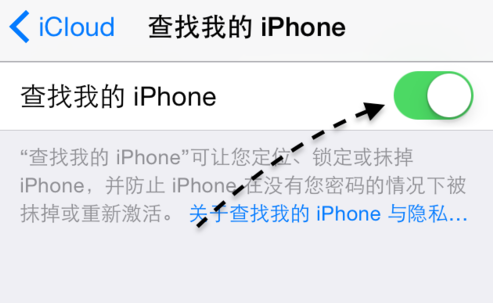 iCloud 查找我的 iPhone
查找我的 iPhone
“查找我的 iPhone”可让您定位、锁定或抹掉
iPhone，并防止 iPhone 在没有您密码的情况下被
抹掉或重新激活。 关于查找我的 iPhone 与隐私…